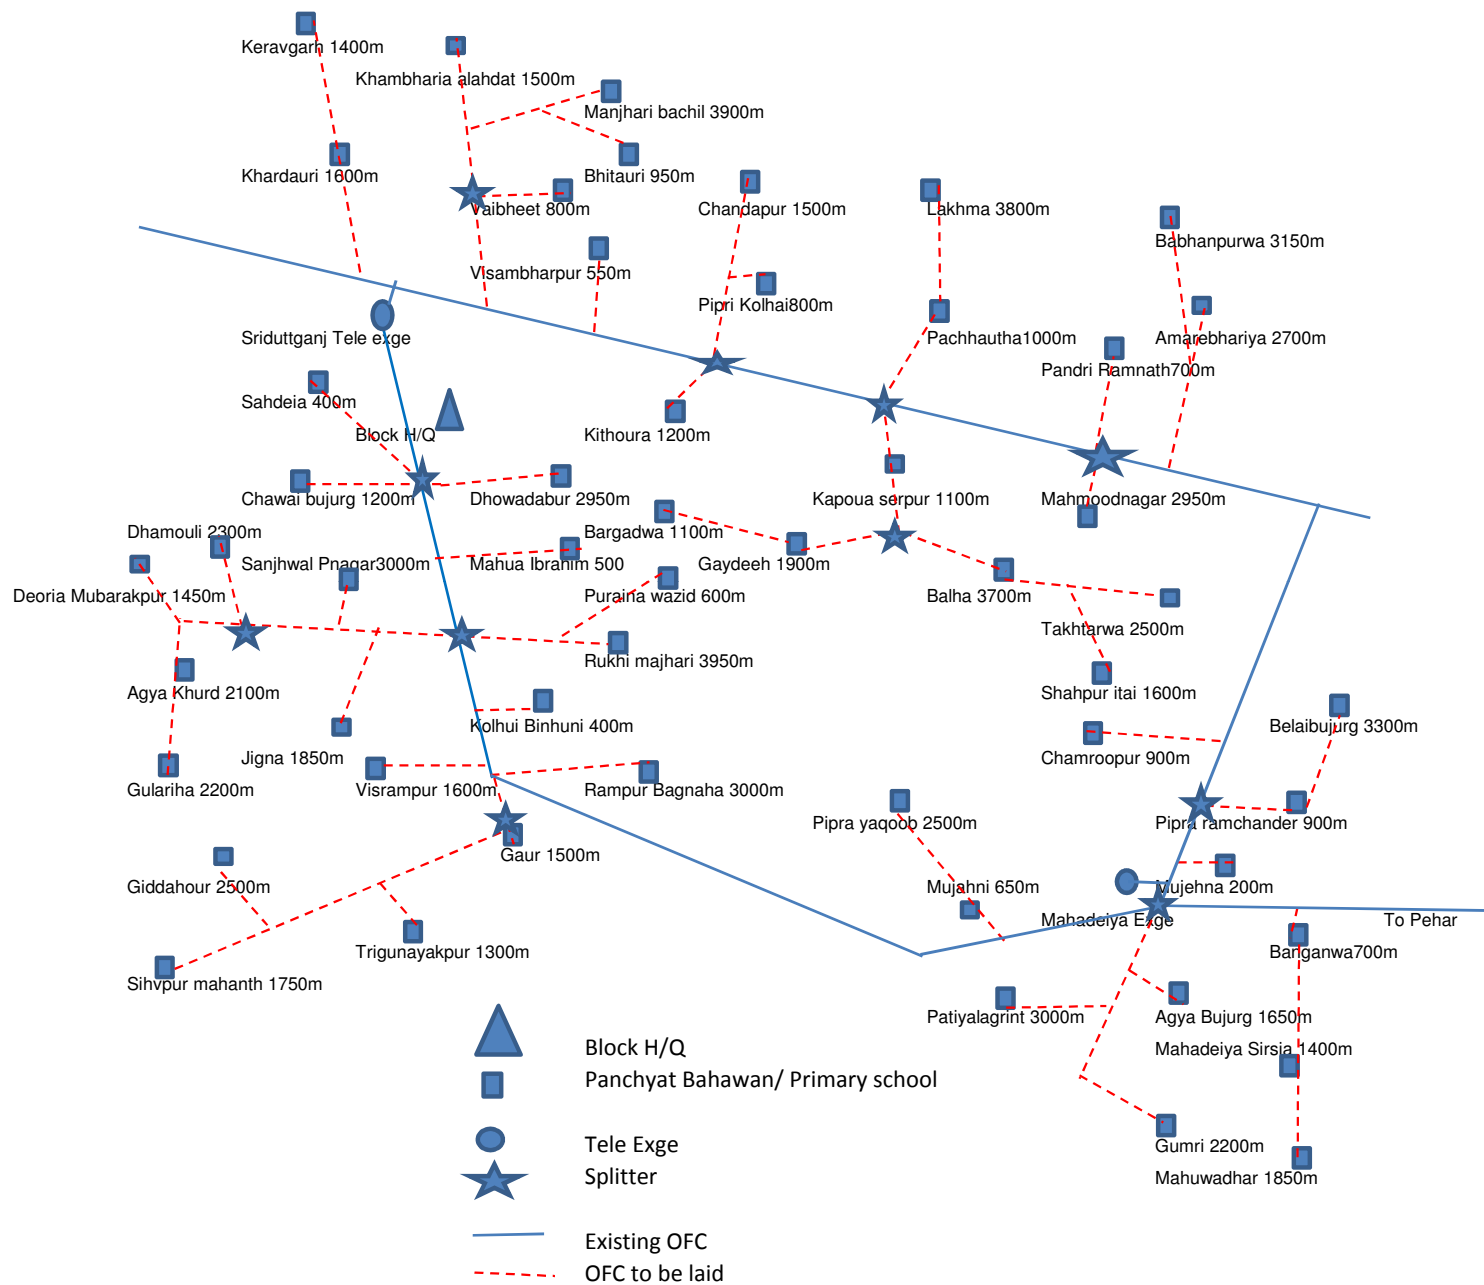 Keravgarh 1400m
Khambharia alahdat 1500m
Manjhari bachil 3900m
Khardauri 1600m
Bhitauri 950m
Vaibheet 800m
Chandapur 1500m
Lakhma 3800m
Babhanpurwa 3150m
Visambharpur 550m
Pipri Kolhai800m
Sriduttganj Tele exge
Pachhautha1000m
Amarebhariya 2700m
Pandri Ramnath700m
Sahdeia 400m
Block H/Q
Kithoura 1200m
Chawai bujurg 1200m
Dhowadabur 2950m
Kapoua serpur 1100m
Mahmoodnagar 2950m
Dhamouli 2300m
Bargadwa 1100m
Sanjhwal Pnagar3000m
Mahua Ibrahim 500
Gaydeeh 1900m
Deoria Mubarakpur 1450m
Puraina wazid 600m
Balha 3700m
Takhtarwa 2500m
Rukhi majhari 3950m
Agya Khurd 2100m
Shahpur itai 1600m
Kolhui Binhuni 400m
Belaibujurg 3300m
Jigna 1850m
Chamroopur 900m
Gulariha 2200m
Visrampur 1600m
Rampur Bagnaha 3000m
Pipra yaqoob 2500m
Pipra ramchander 900m
Gaur 1500m
Giddahour 2500m
Mujahni 650m
Mujehna 200m
Mahadeiya Exge
To Pehar
Trigunayakpur 1300m
Banganwa700m
Sihvpur mahanth 1750m
Patiyalagrint 3000m
Agya Bujurg 1650m
Mahadeiya Sirsia 1400m
Block H/Q
Panchyat Bahawan/ Primary school
Tele Exge
Gumri 2200m
Splitter
Mahuwadhar 1850m
Existing OFC
OFC to be laid